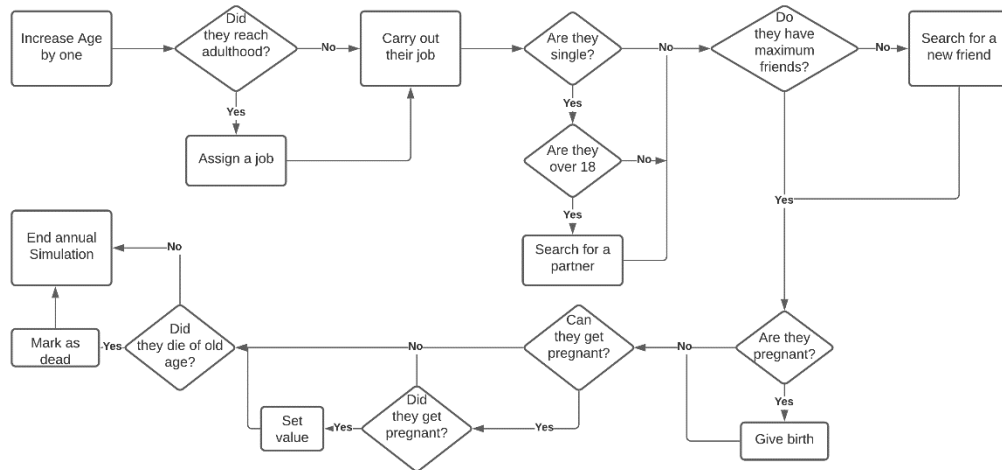 Increase Age
by one
Did
they reach
adulthood?
No
Carry out
their job
Yes
Assign a job
Are they
single?
No
Yes
Are they
over 18
No
Yes
Search for a
partner
Do
they have
maximum
friends?
No
Search for a
new friend
Yes
Are they
pregnant?
No
Yes
Give birth
Can
they get
pregnant?
No
Yes
Did
they get
pregnant?
Yes
Set
value
Did
they die of old
age?
No
Yes
Mark as
dead
End annual
Simulation